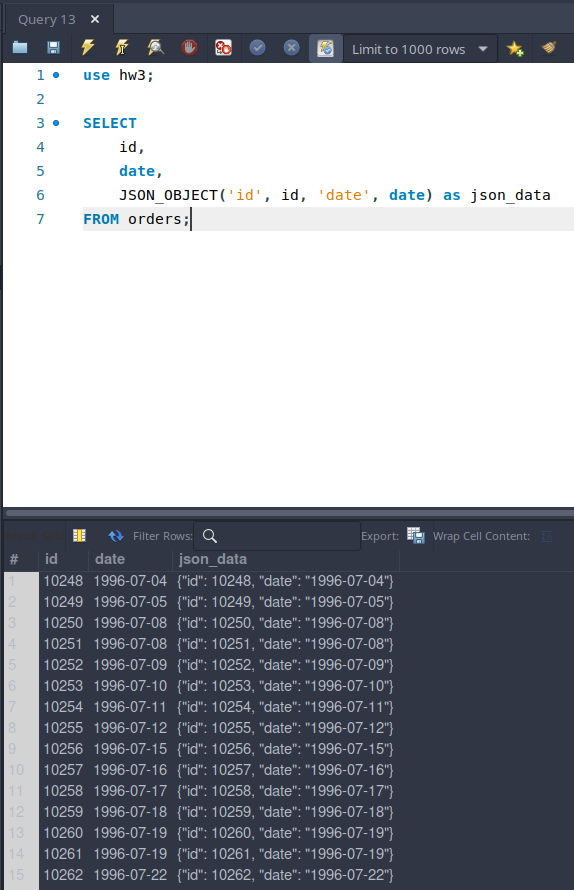 Query 13
Limit to 1000 rows
1 use hw3;
2
3 SELECT
4 id,
5 date,
6 JSON_OBJECT('id', id, 'date', date) as json_data
7 FROM orders;
Filter Rows: Export: Wrap Cell Content:
# id date json_data
1 10248 1996-07-04 {"id": 10248, "date": "1996-07-04"}
2 10249 1996-07-05 {"id": 10249, "date": "1996-07-05"}
3 10250 1996-07-08 {"id": 10250, "date": "1996-07-08"}
4 10251 1996-07-08 {"id": 10251, "date": "1996-07-08"}
5 10252 1996-07-09 {"id": 10252, "date": "1996-07-09"}
6 10253 1996-07-10 {"id": 10253, "date": "1996-07-10"}
7 10254 1996-07-11 {"id": 10254, "date": "1996-07-11"}
8 10255 1996-07-12 {"id": 10255, "date": "1996-07-12"}
9 10256 1996-07-15 {"id": 10256, "date": "1996-07-15"}
10 10257 1996-07-16 {"id": 10257, "date": "1996-07-16"}
11 10258 1996-07-17 {"id": 10258, "date": "1996-07-17"}
12 10259 1996-07-18 {"id": 10259, "date": "1996-07-18"}
13 10260 1996-07-19 {"id": 10260, "date": "1996-07-19"}
14 10261 1996-07-19 {"id": 10261, "date": "1996-07-19"}
15 10262 1996-07-22 {"id": 10262, "date": "1996-07-22"}